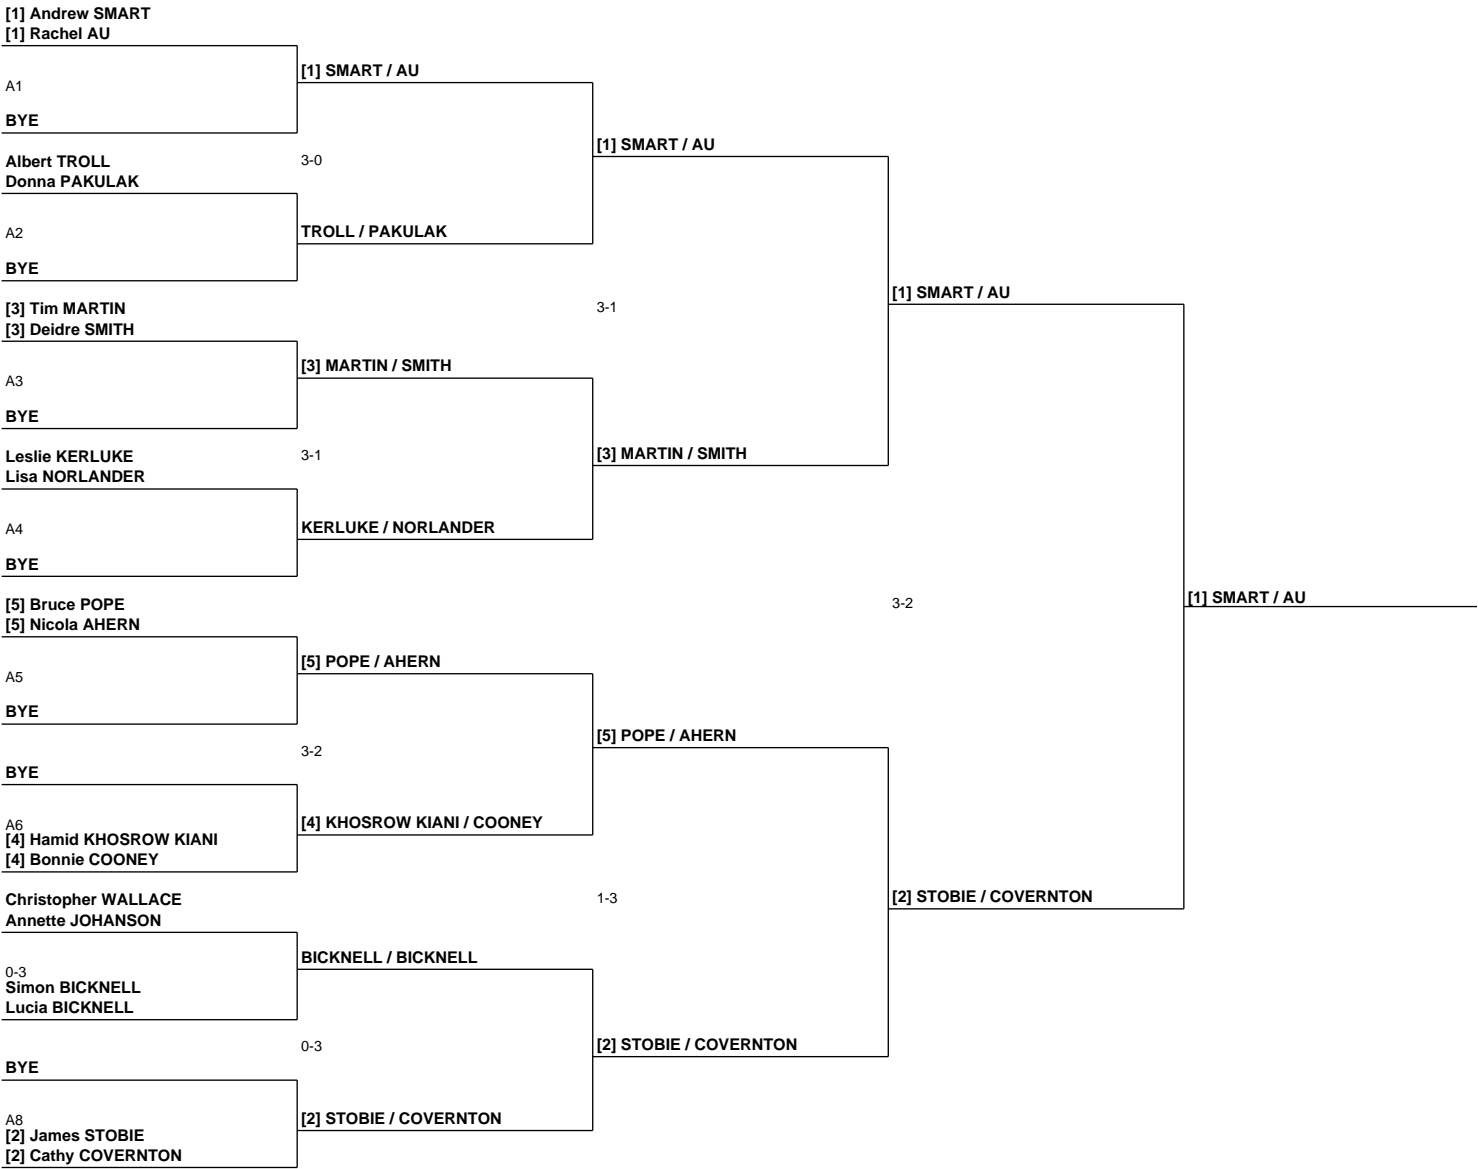 [1] Andrew SMART
[1] Rachel AU
[1] SMART / AU
A1
BYE
[1] SMART / AU
Albert TROLL
3-0
Donna PAKULAK
A2
TROLL / PAKULAK
BYE
[1] SMART / AU
[3] Tim MARTIN
3-1
[3] Deidre SMITH
[3] MARTIN / SMITH
A3
BYE
Leslie KERLUKE
3-1
[3] MARTIN / SMITH
Lisa NORLANDER
A4
KERLUKE / NORLANDER
BYE
[5] Bruce POPE
3-2
[1] SMART / AU
[5] Nicola AHERN
[5] POPE / AHERN
A5
BYE
[5] POPE / AHERN
3-2
BYE
A6
[4] KHOSROW KIANI / COONEY
[4] Hamid KHOSROW KIANI
[4] Bonnie COONEY
Christopher WALLACE
1-3
[2] STOBIE / COVERNTON
Annette JOHANSON
BICKNELL / BICKNELL
0-3
Simon BICKNELL
Lucia BICKNELL
0-3
[2] STOBIE / COVERNTON
BYE
A8
[2] STOBIE / COVERNTON
[2] James STOBIE
[2] Cathy COVERNTON